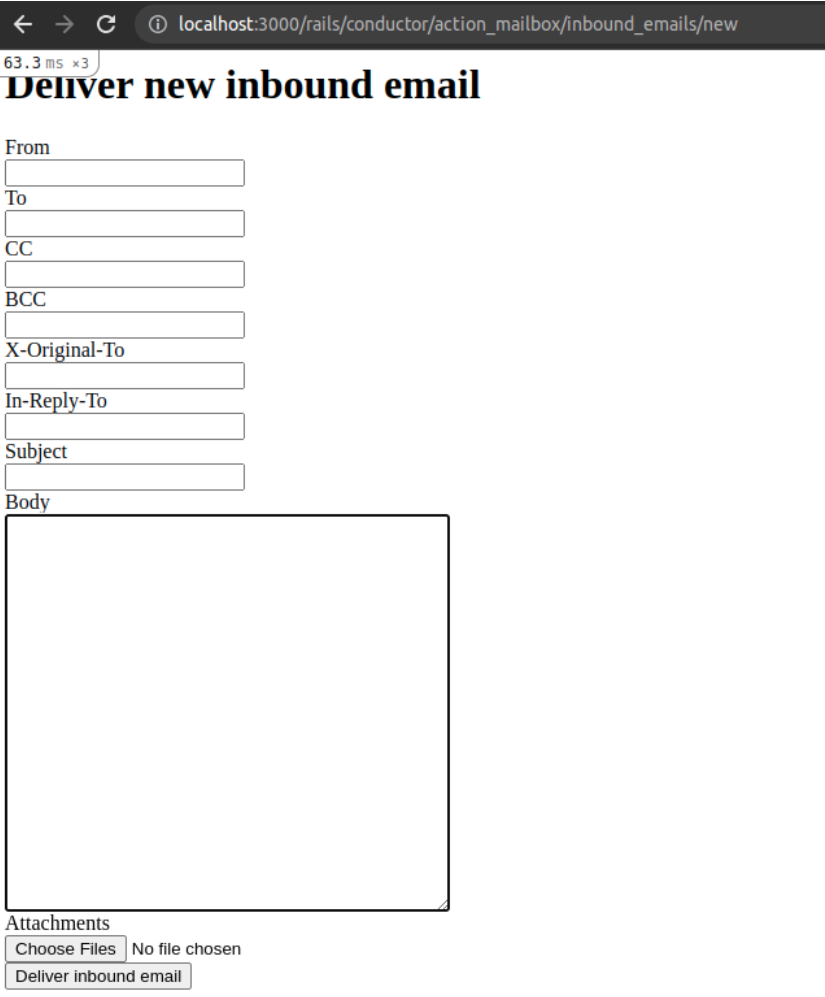 localhost:3000/rails/conductor/action_mailbox/inbound_emails/new
63.3 ms ×3
Deliver new inbound email
From
To
CC
BCC
X-Original-To
In-Reply-To
Subject
Body
Attachments
Choose Files No file chosen
Deliver inbound email